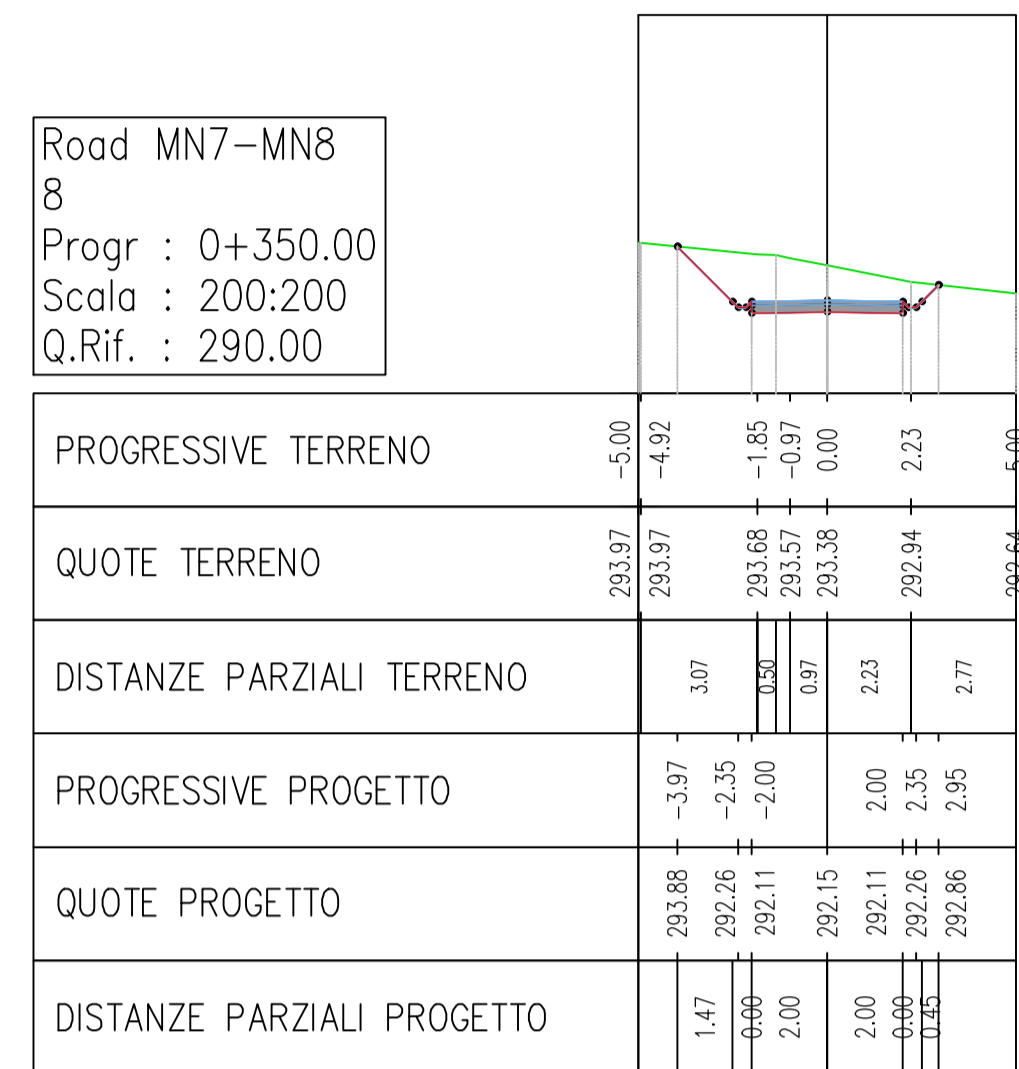 Road MN7-MN8
8
Progr : 0+350.00
Scala : 200:200
Q.Rif. : 290.00
PROGRESSIVE TERRENO -5.00 -4.92 -1.85 -0.97 0.00 2.23 5.00
QUOTE TERRENO 293.97 293.97 293.68 293.57 293.38 292.94 292.64
DISTANZE PARZIALI TERRENO 3.07 0.50 0.97 2.23 2.77
PROGRESSIVE PROGETTO -3.97 -2.35 -2.00 2.00 2.35 2.95
QUOTE PROGETTO 293.88 292.26 292.11 292.15 292.11 292.26 292.86
DISTANZE PARZIALI PROGETTO 1.47 0.00 2.00 2.00 0.00 0.45